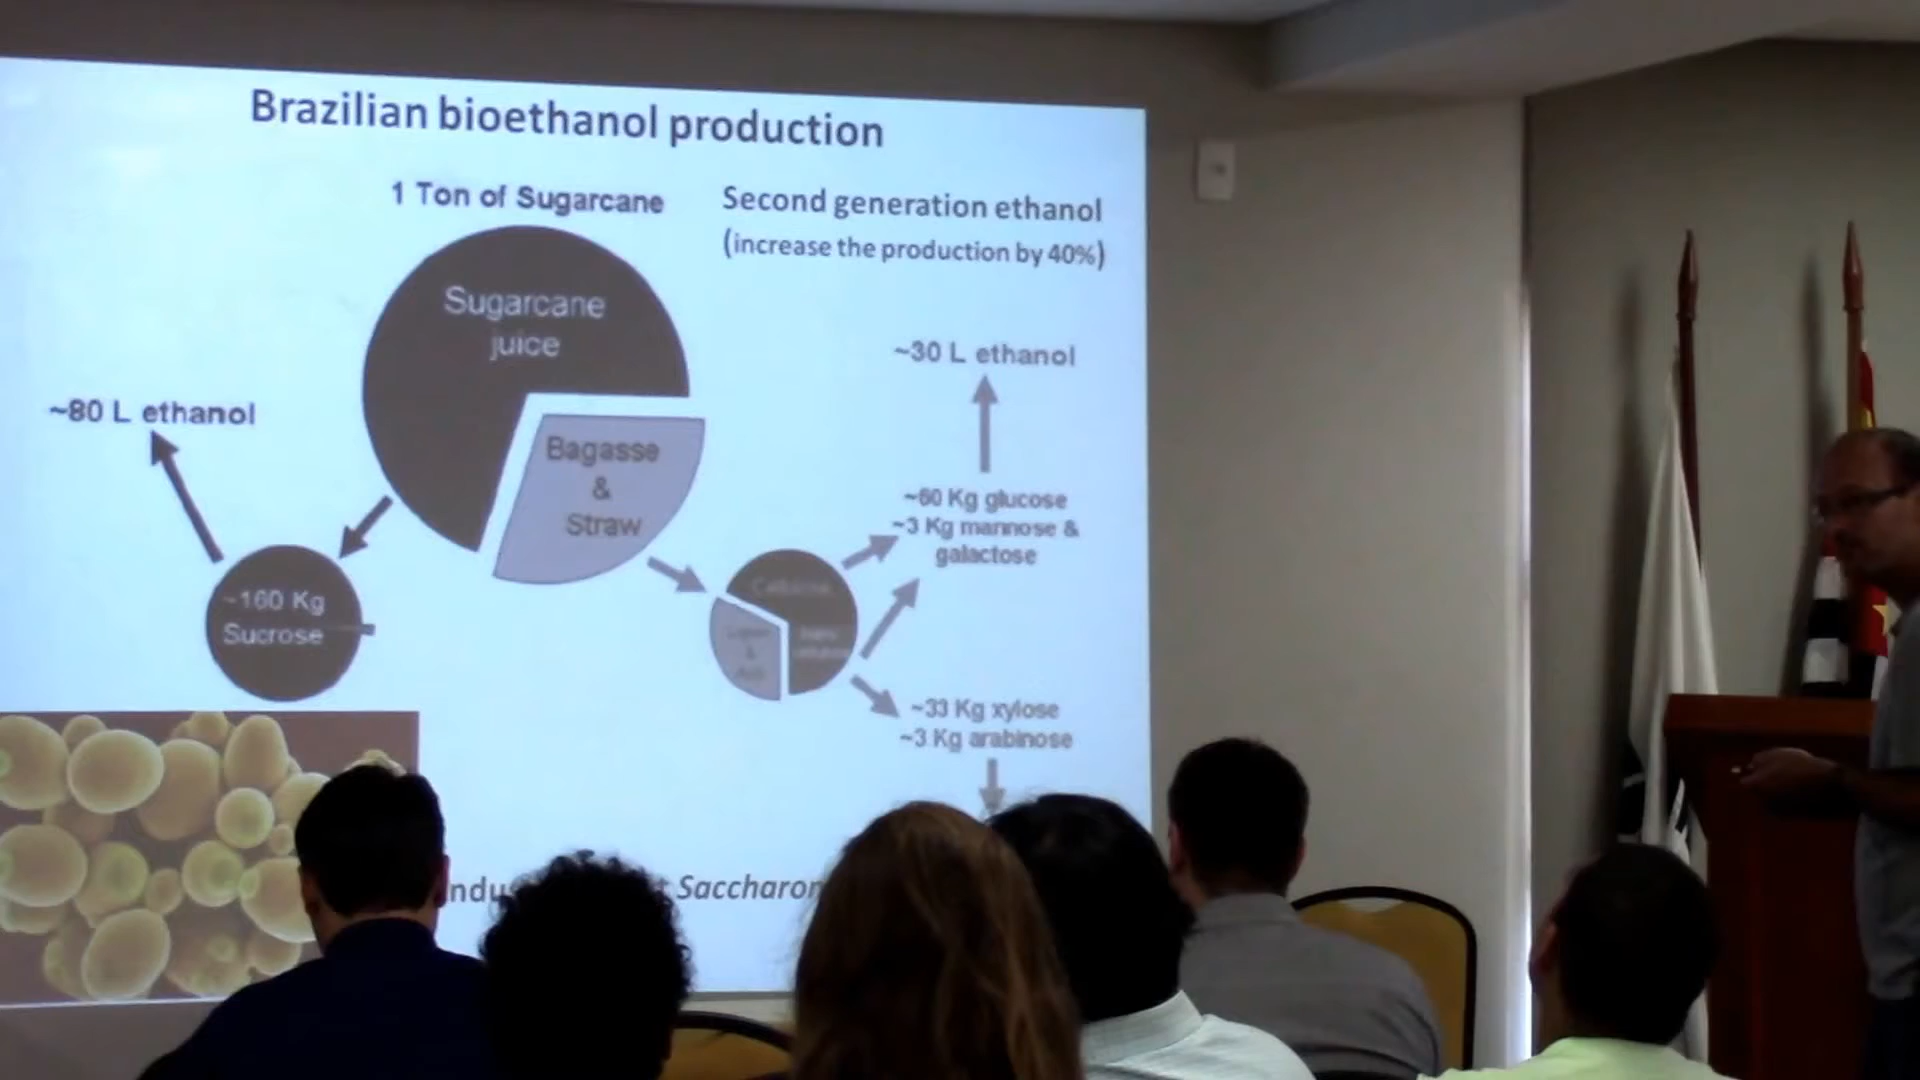 Brazilian bioethanol production
1 Ton of Sugarcane
Second generation ethanol
(increase the production by 40%)
Sugarcane
juice
~30 L ethanol
~80 L ethanol
Bagasse
&
Straw
~60 Kg glucose
~3 Kg mannose &
galactose
~160 Kg
Sucrose
~33 Kg xylose
~3 Kg arabinose